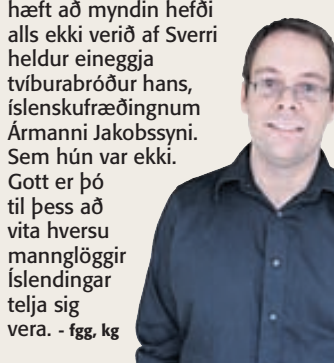 hæft að myndin hefði
alls ekki verið af Sverri
heldur eineggja
tvíburabróður hans,
íslenskufræðingnum
Ármanni Jakobssyni.
Sem hún var ekki.
Gott er þó
til þess að
vita hversu
mannglöggir
Íslendingar
telja sig
vera. - fgg, kg